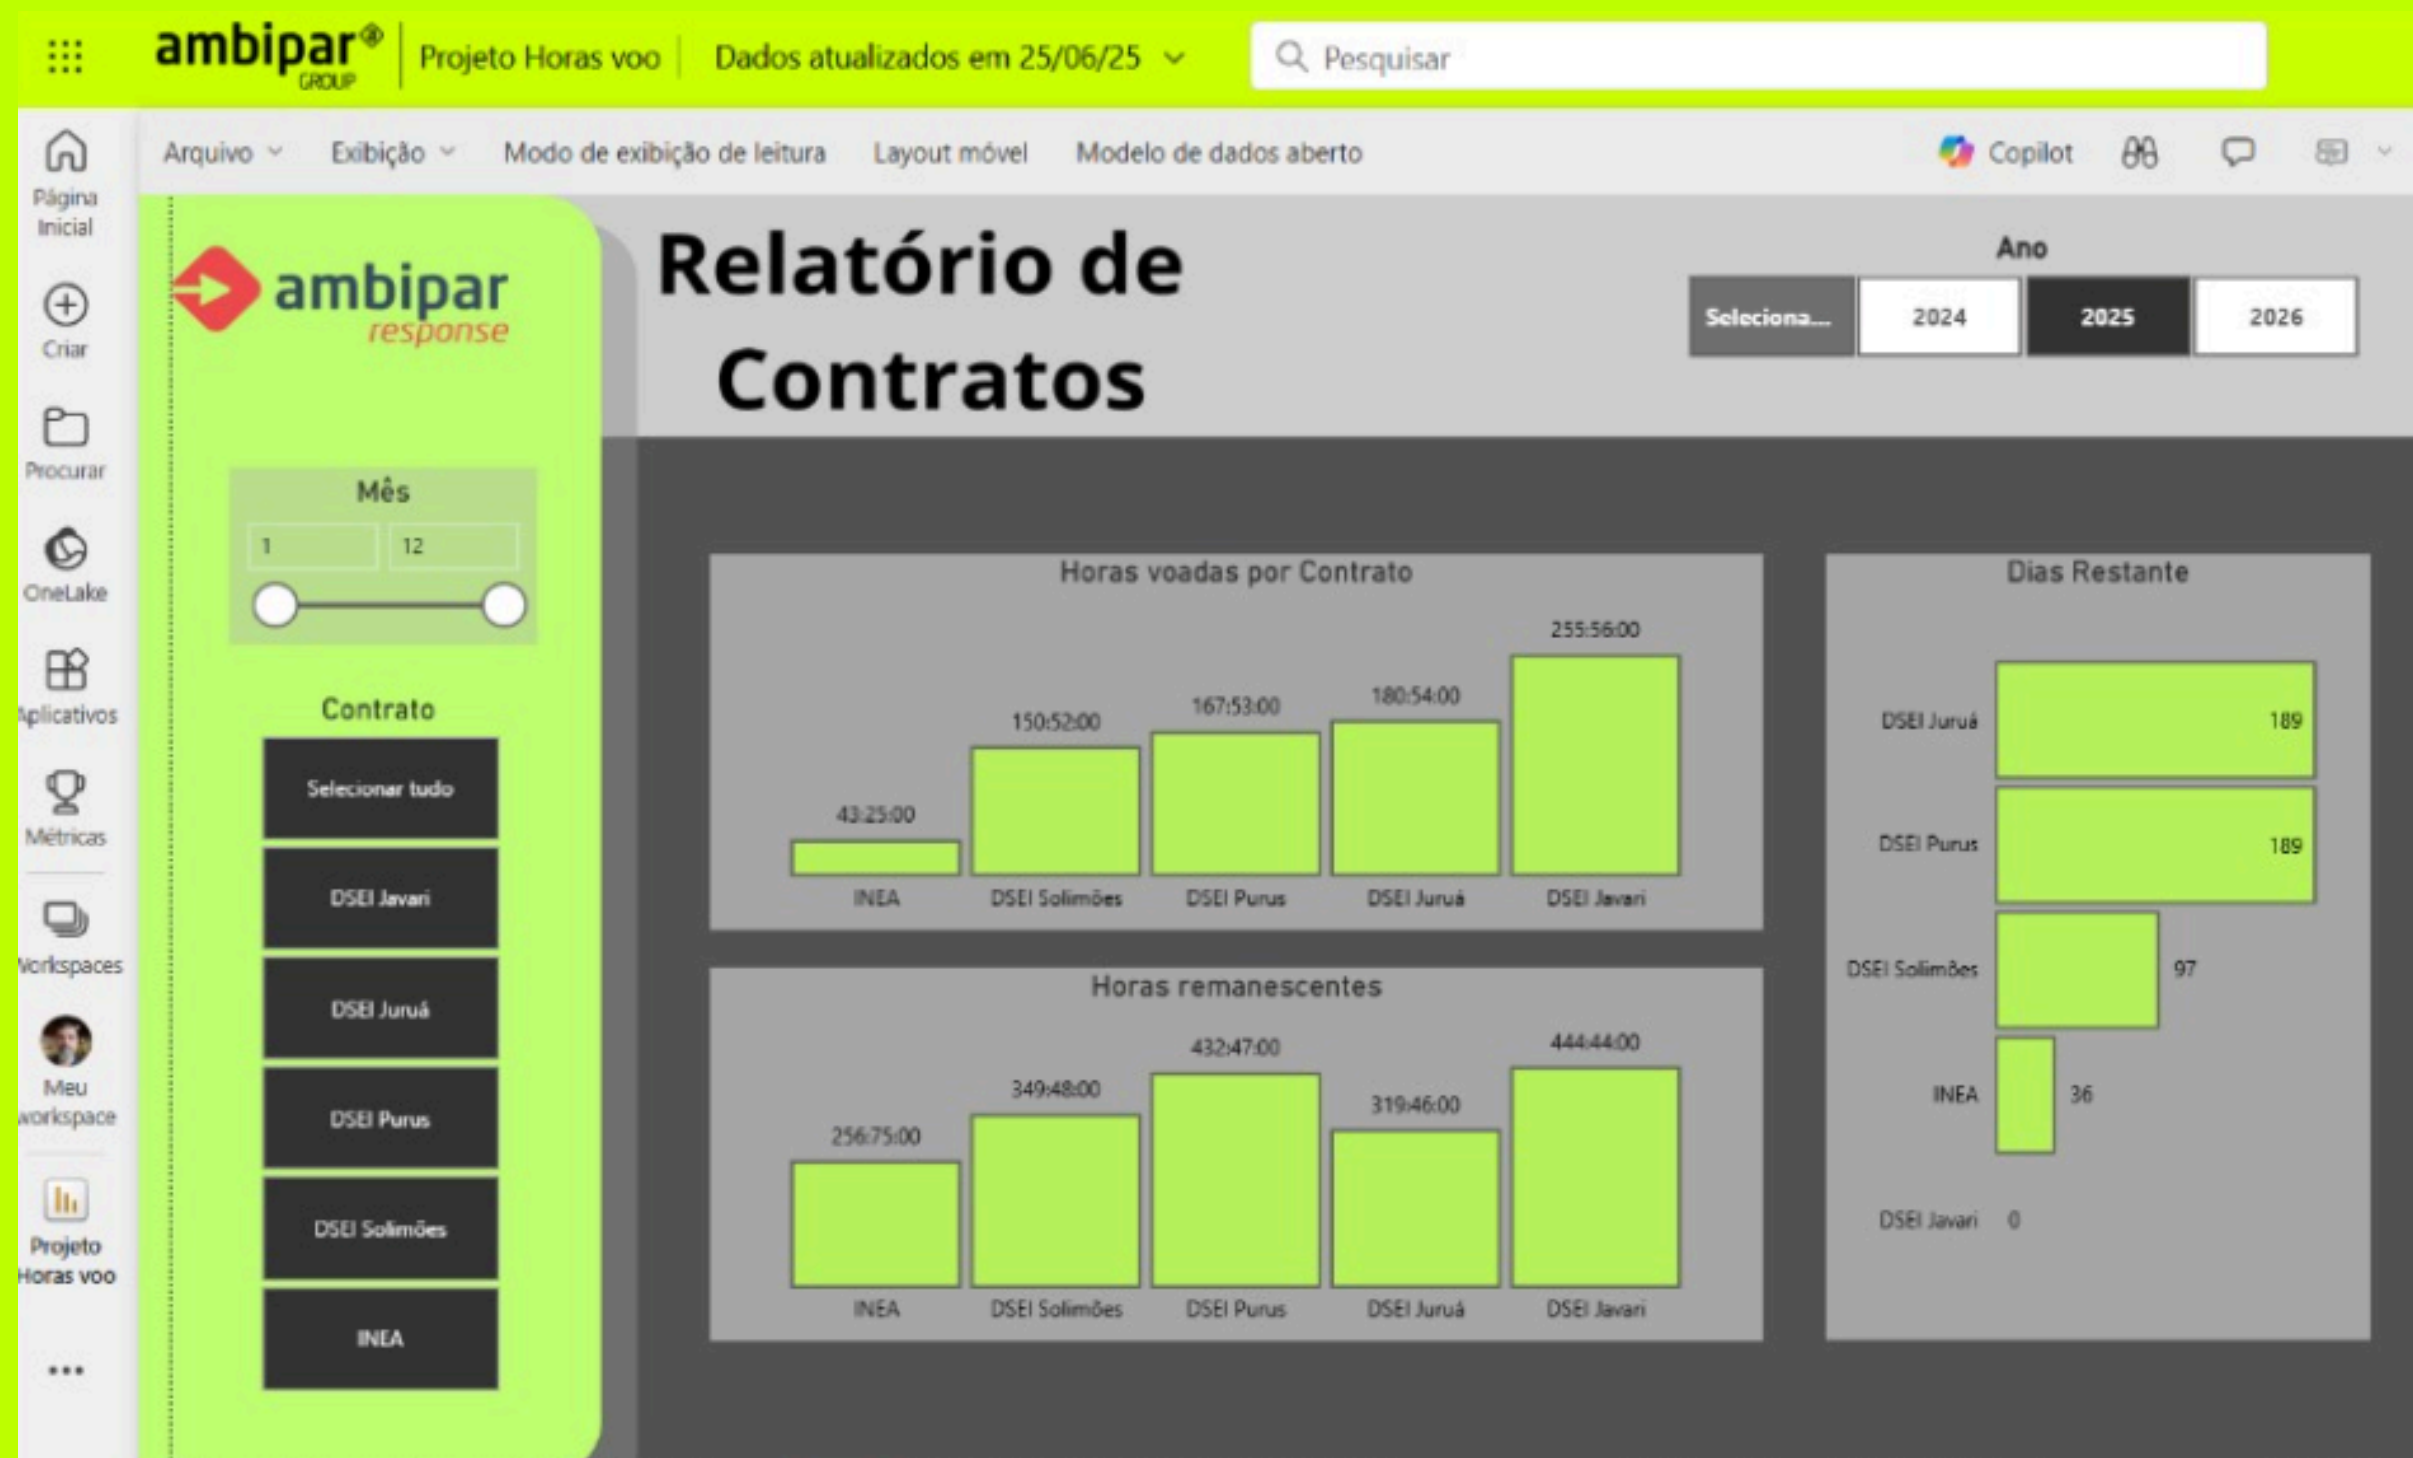 ambipar®
GROUP
Projeto Horas voo
Dados atualizados em 25/06/25
Pesquisar
Arquivo
Exibição
Modo de exibição de leitura
Layout móvel
Modelo de dados aberto
Copilot
Página
Inicial
Criar
Procurar
OneLake
Aplicativos
Métricas
Workspaces
Meu
workspace
Projeto
Horas voo
ambipar
response
Mês
1
12
Contrato
Selecionar tudo
DSEI Javari
DSEI Juruá
DSEI Purus
DSEI Solimões
INEA
Relatório de
Contratos
Ano
Seleciona...
2024
2025
2026
Horas voadas por Contrato
43:25:00
150:52:00
167:53:00
180:54:00
255:56:00
INEA
DSEI Solimões
DSEI Purus
DSEI Juruá
DSEI Javari
Horas remanescentes
256:75:00
349:48:00
432:47:00
319:46:00
444:44:00
INEA
DSEI Solimões
DSEI Purus
DSEI Juruá
DSEI Javari
Dias Restante
DSEI Juruá 189
DSEI Purus 189
DSEI Solimões 97
INEA 36
DSEI Javari 0